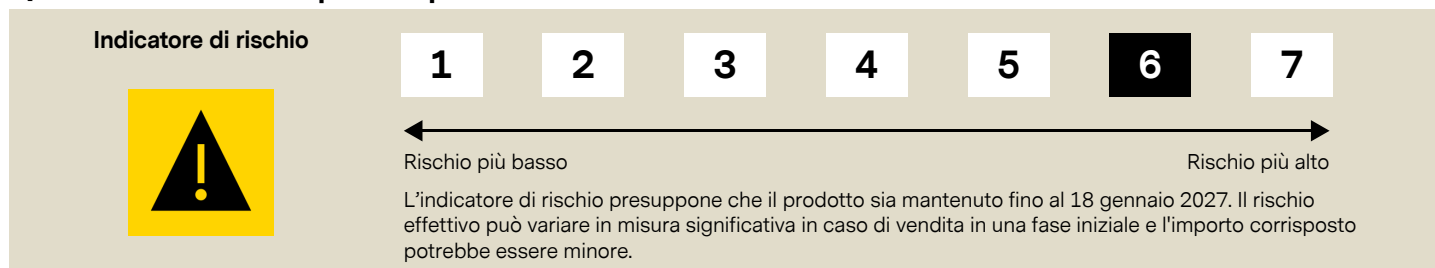 Indicatore di rischio
1 2 3 4 5 6 7
Rischio più basso Rischio più alto
L'indicatore di rischio presuppone che il prodotto sia mantenuto fino al 18 gennaio 2027. Il rischio
effettivo può variare in misura significativa in caso di vendita in una fase iniziale e l'importo corrisposto
potrebbe essere minore.